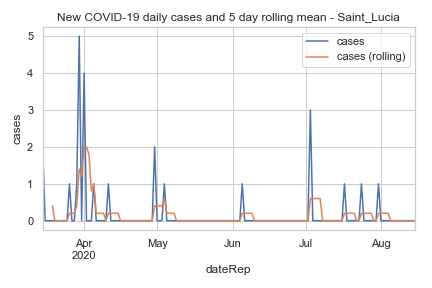 New COVID-19 daily cases and 5 day rolling mean - Saint_Lucia
cases
cases (rolling)
5
4
3
2
1
0
cases
Apr
2020
May
Jun
Jul
Aug
dateRep